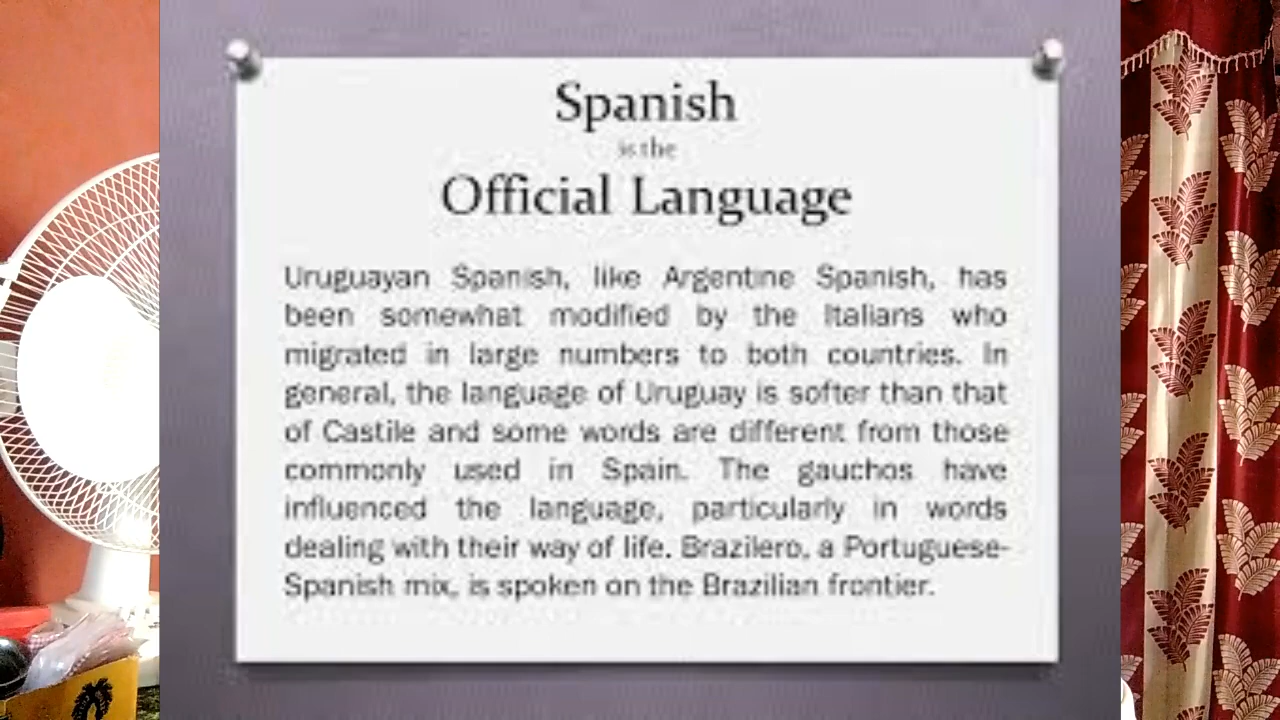 Spanish
is the
Official Language
Uruguayan Spanish, like Argentine Spanish, has
been somewhat modified by the Italians who
migrated in large numbers to both countries. In
general, the language of Uruguay is softer than that
of Castile and some words are different from those
commonly used in Spain. The gauchos have
influenced the language, particularly in words
dealing with their way of life. Brazilero, a Portuguese-
Spanish mix, is spoken on the Brazilian frontier.